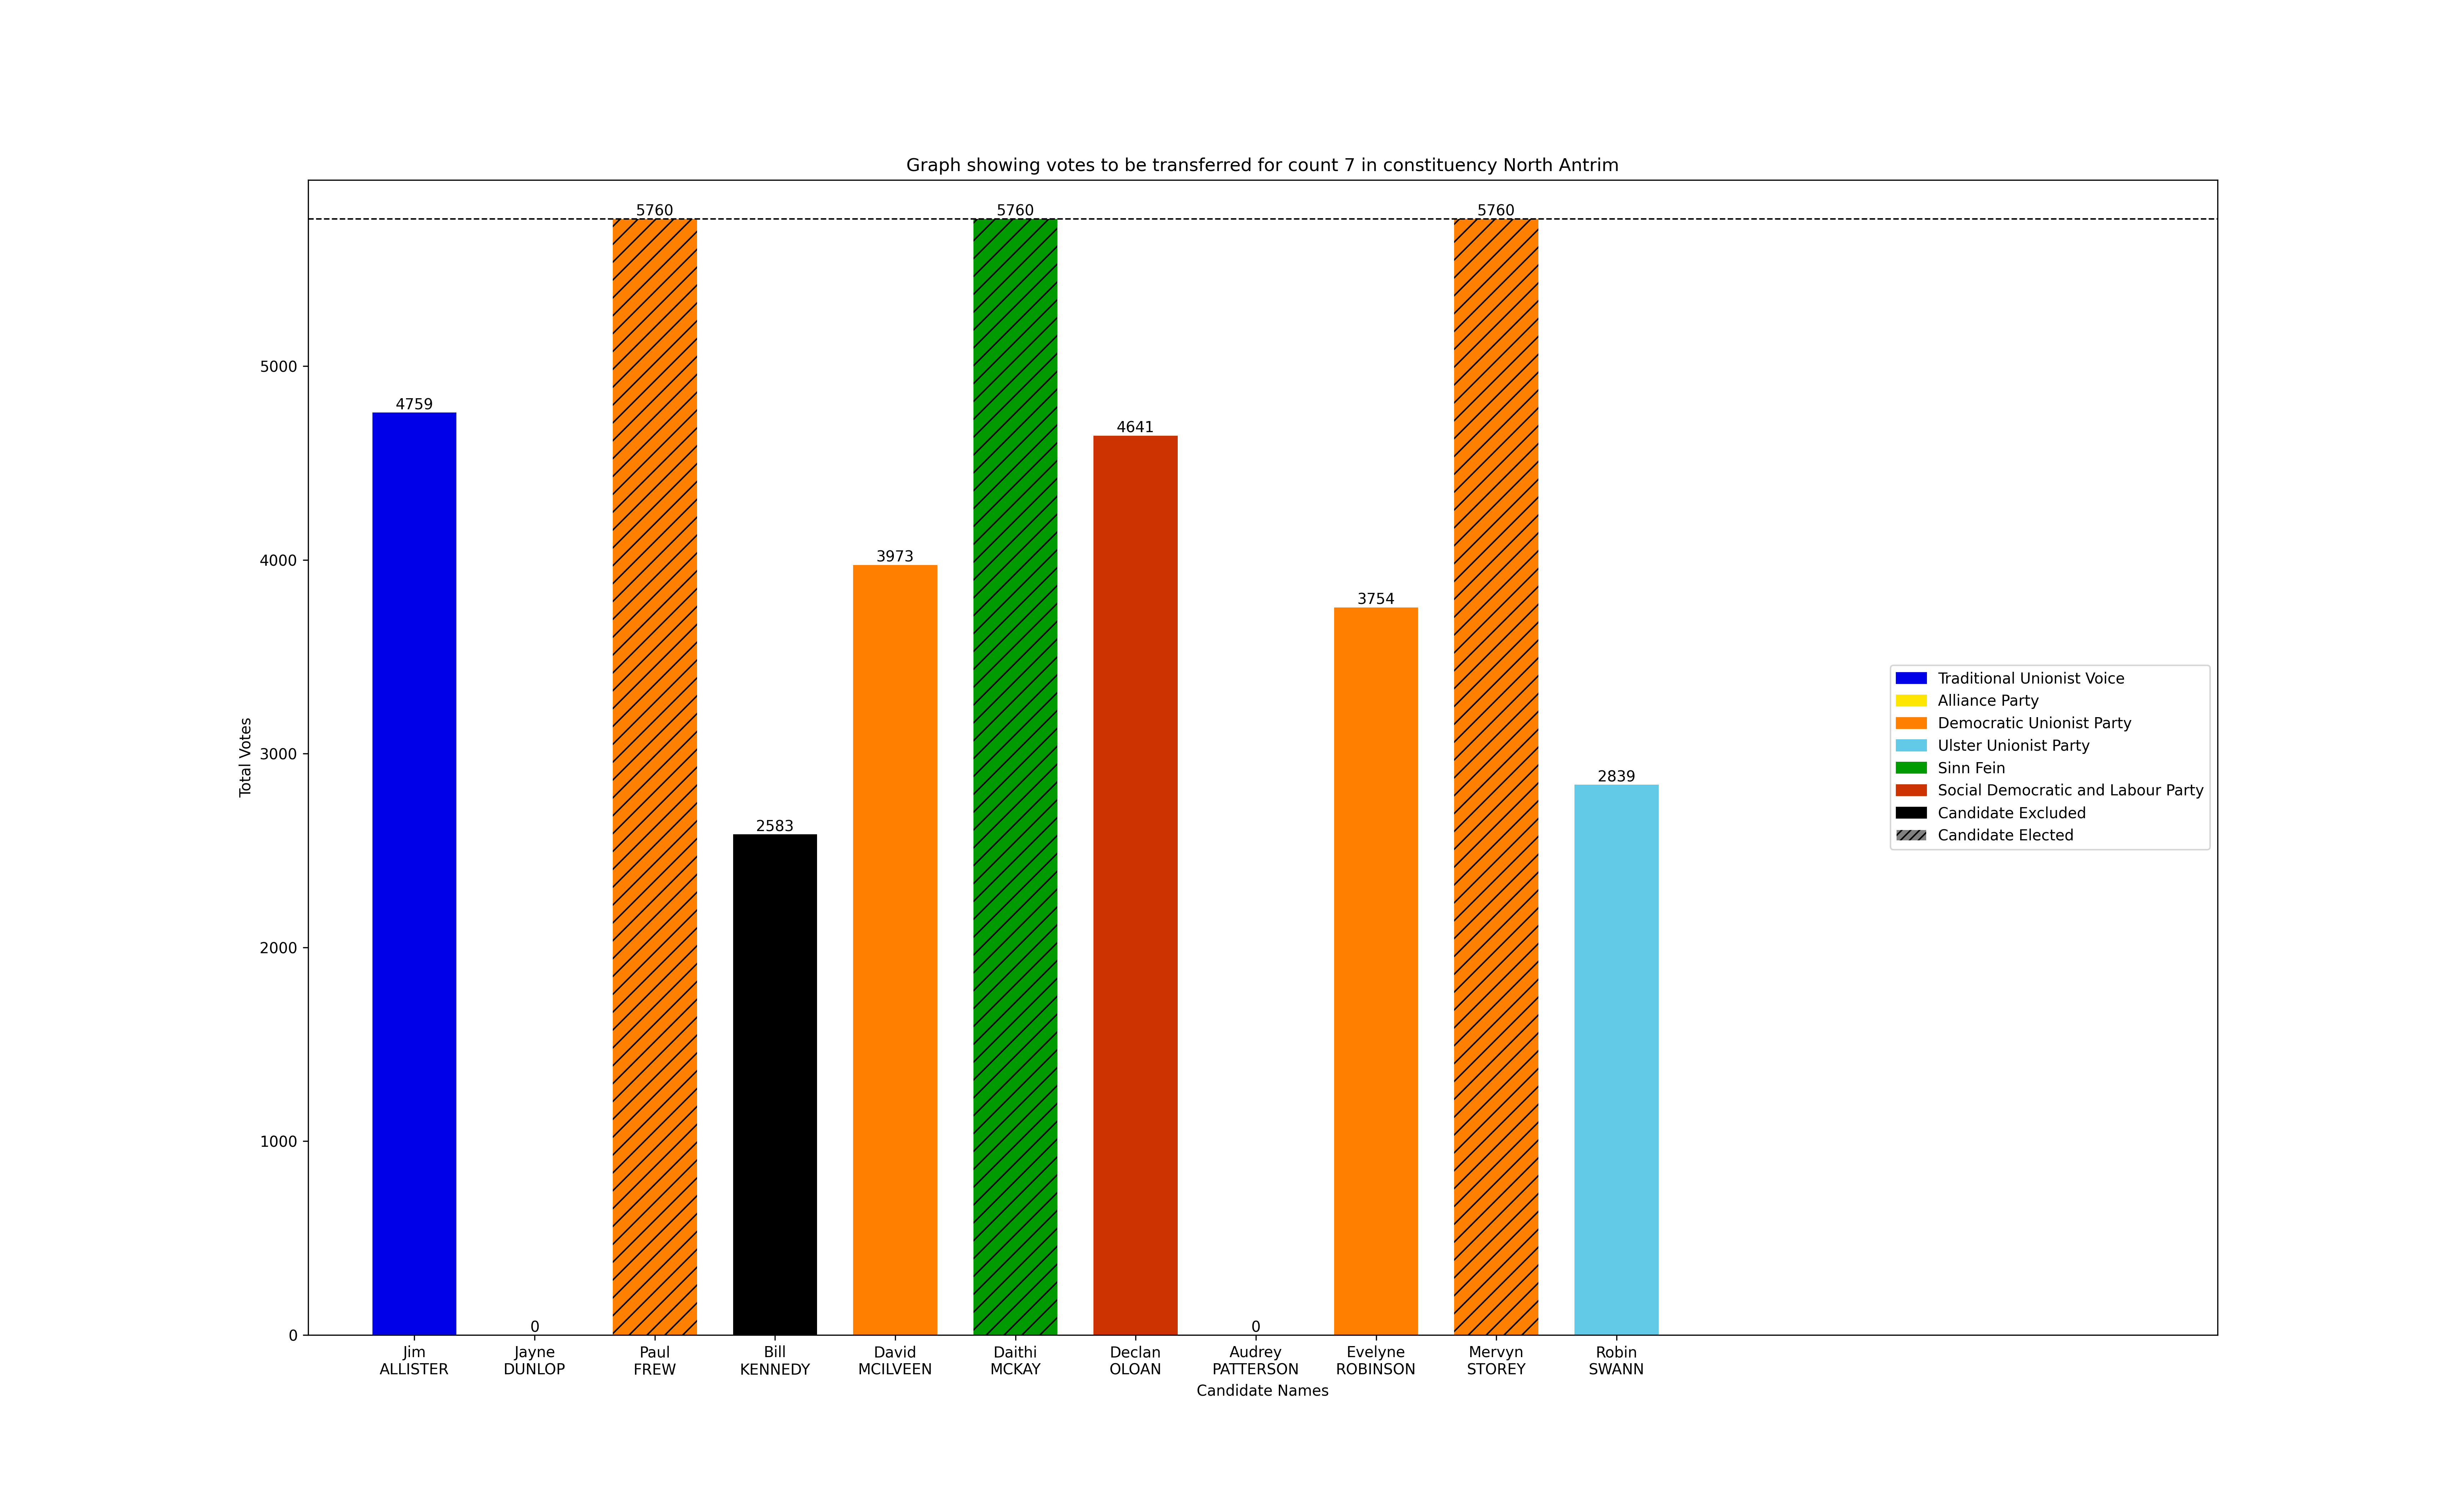 Graph showing votes to be transferred for count 7 in constituency North Antrim
5760
5760
5760
5000
4759
4641
4000
3973
3754
Traditional Unionist Voice
Alliance Party
Democratic Unionist Party
Ulster Unionist Party
Sinn Fein
Social Democratic and Labour Party
Candidate Excluded
Candidate Elected
Total Votes
3000
2839
2583
2000
1000
0
0
0
Jim
ALLISTER
Jayne
DUNLOP
Paul
FREW
Bill
KENNEDY
David
MCILVEEN
Daithi
MCKAY
Declan
OLOAN
Audrey
PATTERSON
Evelyne
ROBINSON
Mervyn
STOREY
Robin
SWANN
Candidate Names